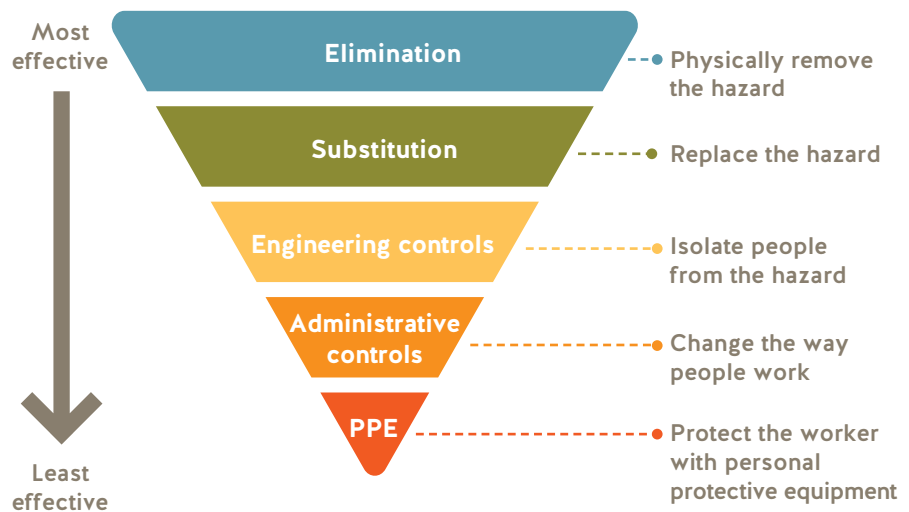 Most
effective
Elimination
Physically remove
the hazard
Substitution
Replace the hazard
Engineering controls
Isolate people
from the hazard
Administrative
controls
Change the way
people work
PPE
Protect the worker
with personal
protective equipment
Least
effective